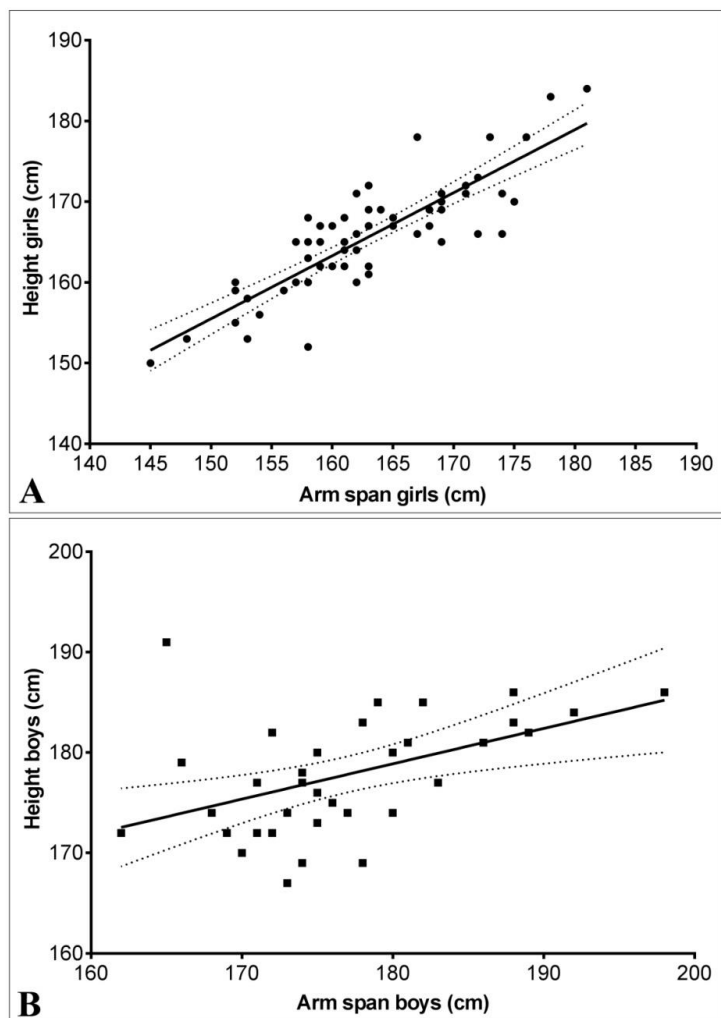 190
180
170
160
150
140
Height girls (cm)
140 145 150 155 160 165 170 175 180 185 190
Arm span girls (cm)
A
200
190
180
170
160
Height boys (cm)
160 170 180 190 200
Arm span boys (cm)
B